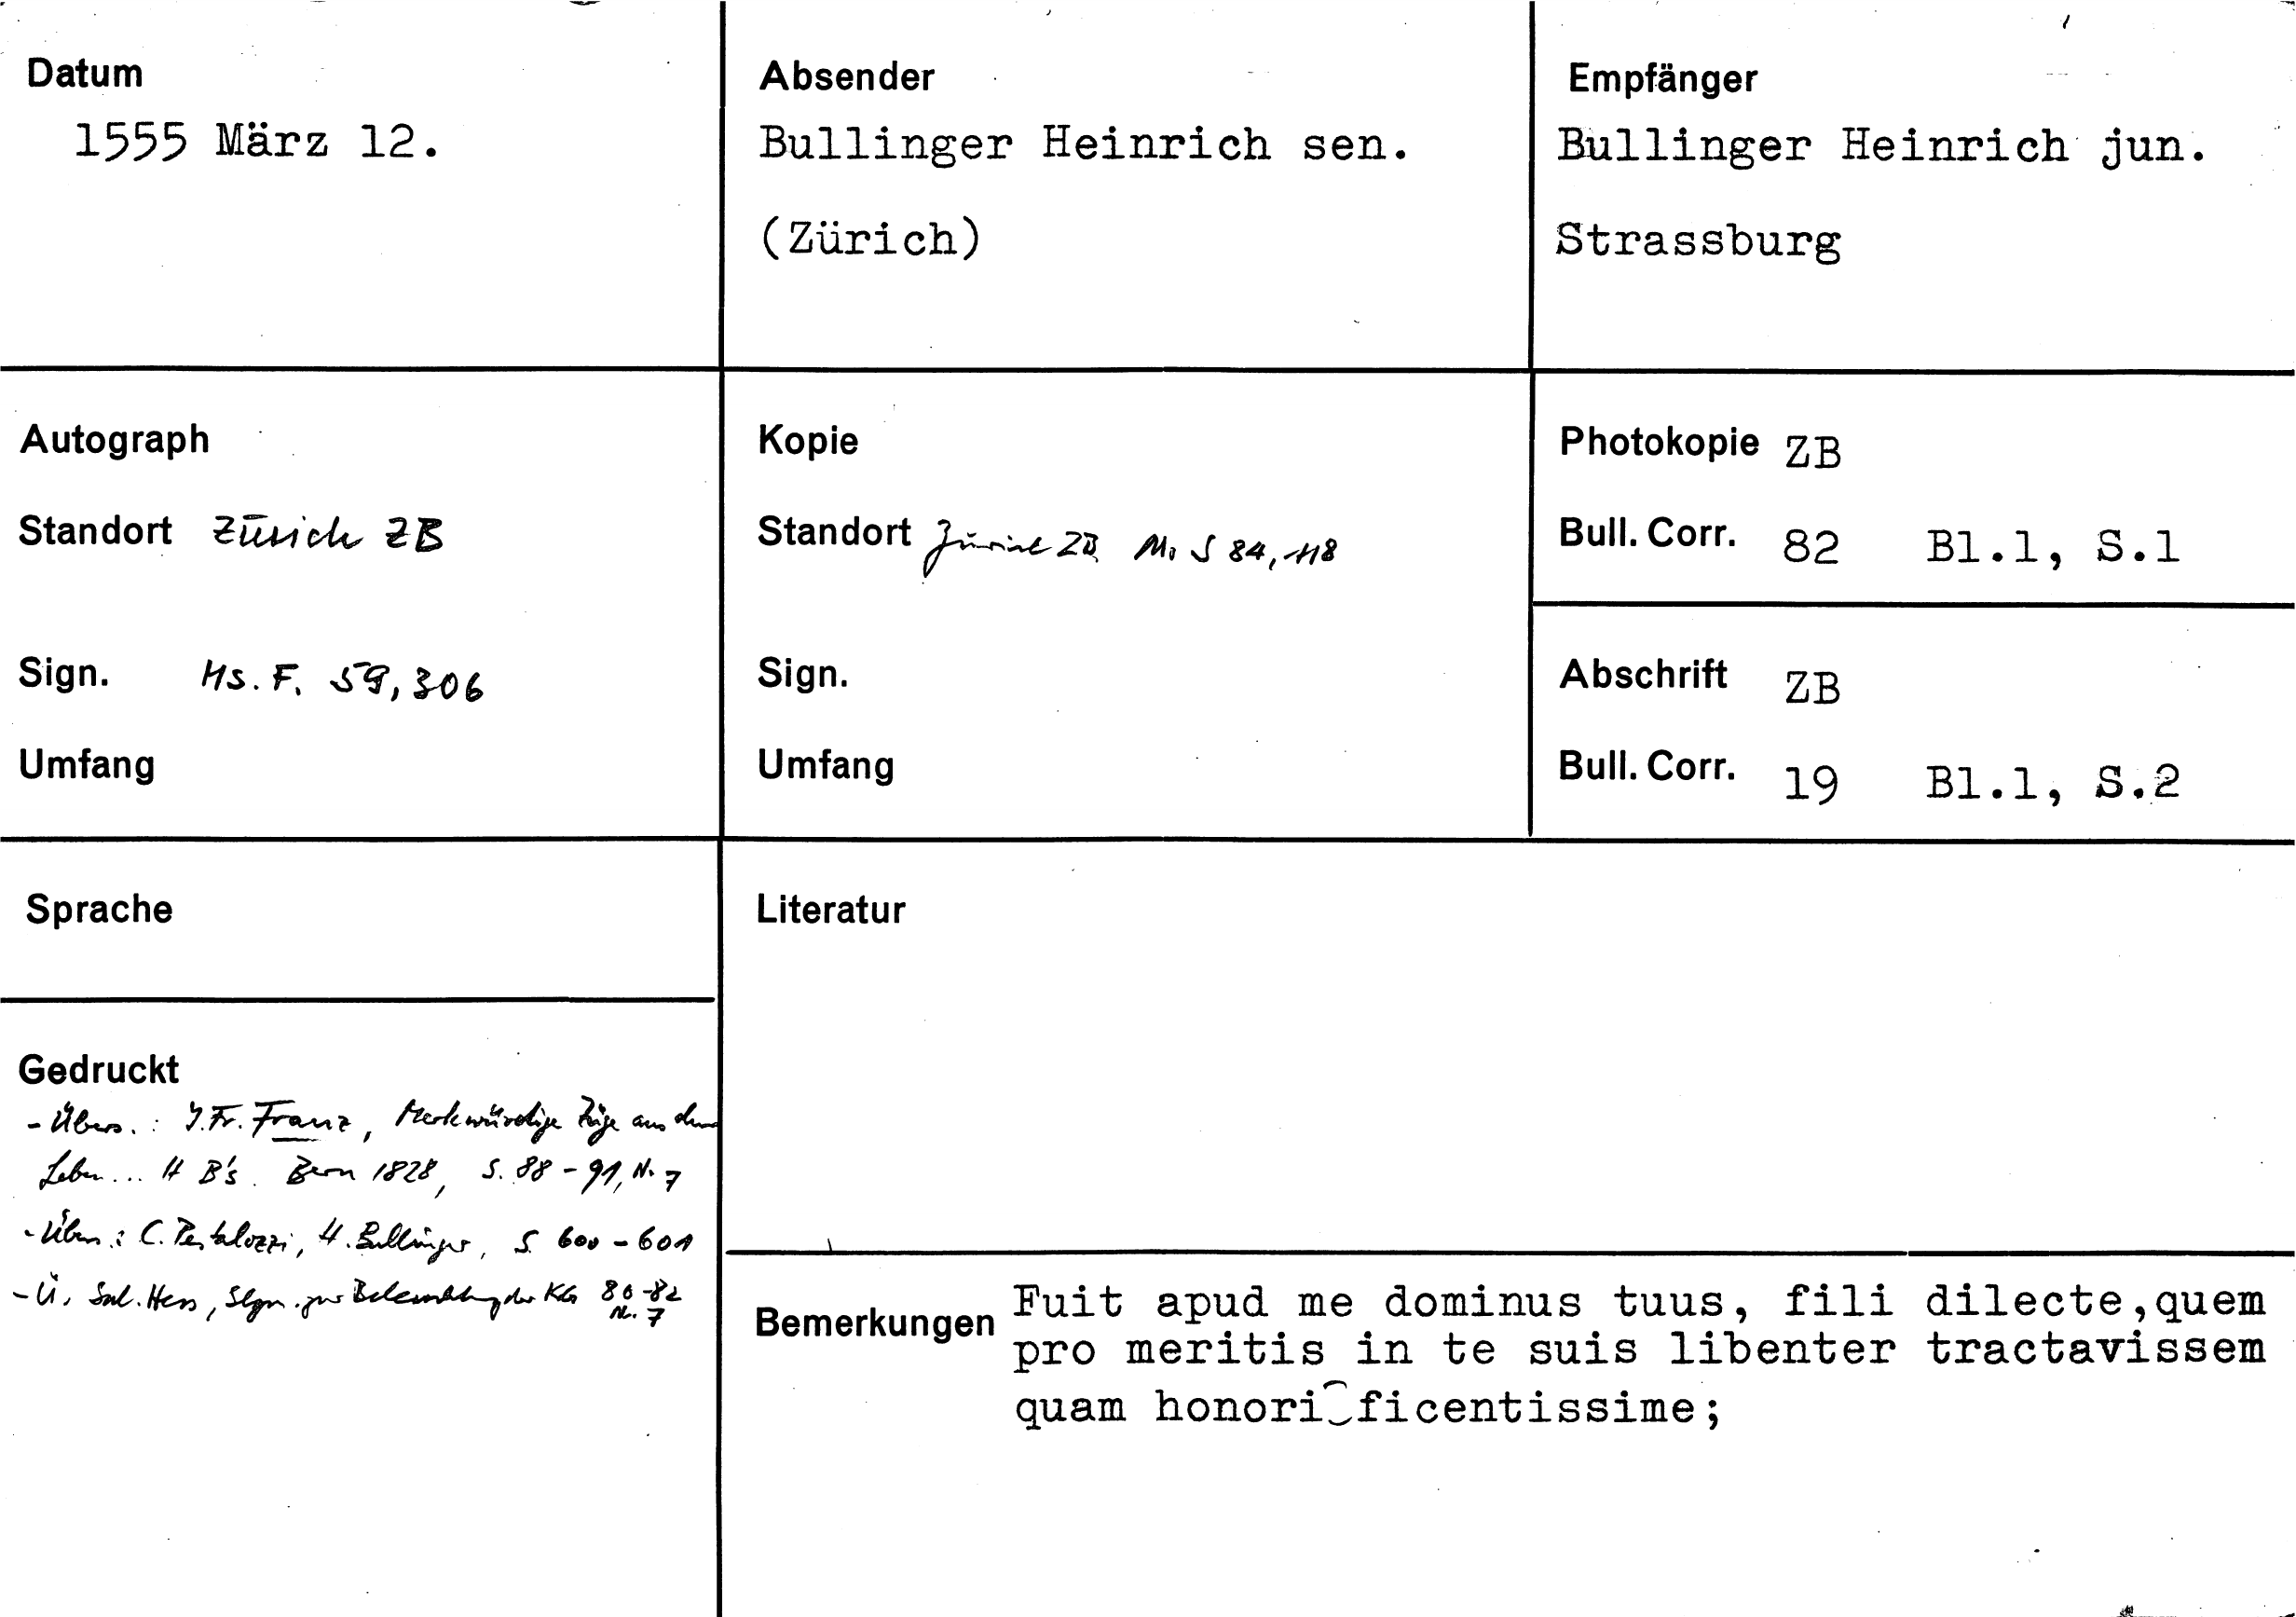 Datum
1555 März 12.
Absender
Bullinger Heinrich sen.
(Zürich)
Empfänger
Bullinger Heinrich jun.
Strassburg
Autograph
Standort Zürich ZB
Sign. Hs. F. 59,306
Umfang
Kopie
Standort Zürich ZB Ms S 84, 118
Sign.
Umfang
Photokopie ZB
Bull. Corr. 82 Bl.1, S.1
Abschrift ZB
Bull. Corr. 19 Bl.1, S.2
Sprache
Gedruckt
- Übers. : J. Fr. Franz, Merkwürdige Züge aus dem
Leben... H B's. Bern 1828, S. 88-91, Nr. 7
- Übers.: C. Pestalozzi, H. Bullinger, S. 600-601
- Ü. Sal. Hess, Slgn. zur Beleuchtung der KG 80-82
Nr. 7
Literatur
Bemerkungen
Fuit apud me dominus tuus, fili dilecte,quem
pro meritis in te suis libenter tractavissem
quam honorificentissime;